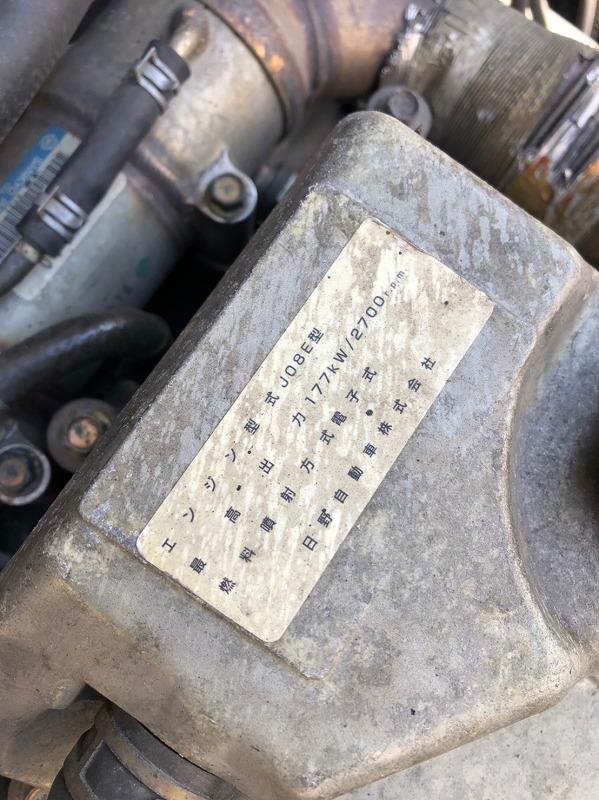 エンジン型式 J08E型
最高出力 177kW/2700r.p.m.
燃料噴射方式 電子式
日野自動車株式会社